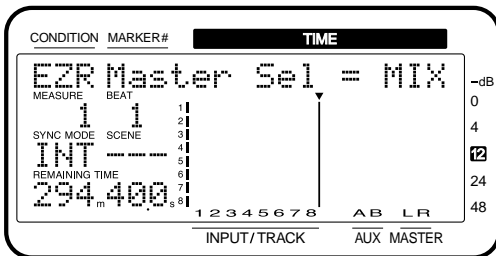 CONDITION MARKER# TIME
EZR Master Sel = MIX
-dB
MEASURE BEAT
0
1 1
1
2
4
SYNC MODE SCENE
3
INT ---
4
12
5
REMAINING TIME
6
24
294m400s
7
8
48
1 2 3 4 5 6 7 8 A B L R
INPUT/TRACK AUX MASTER